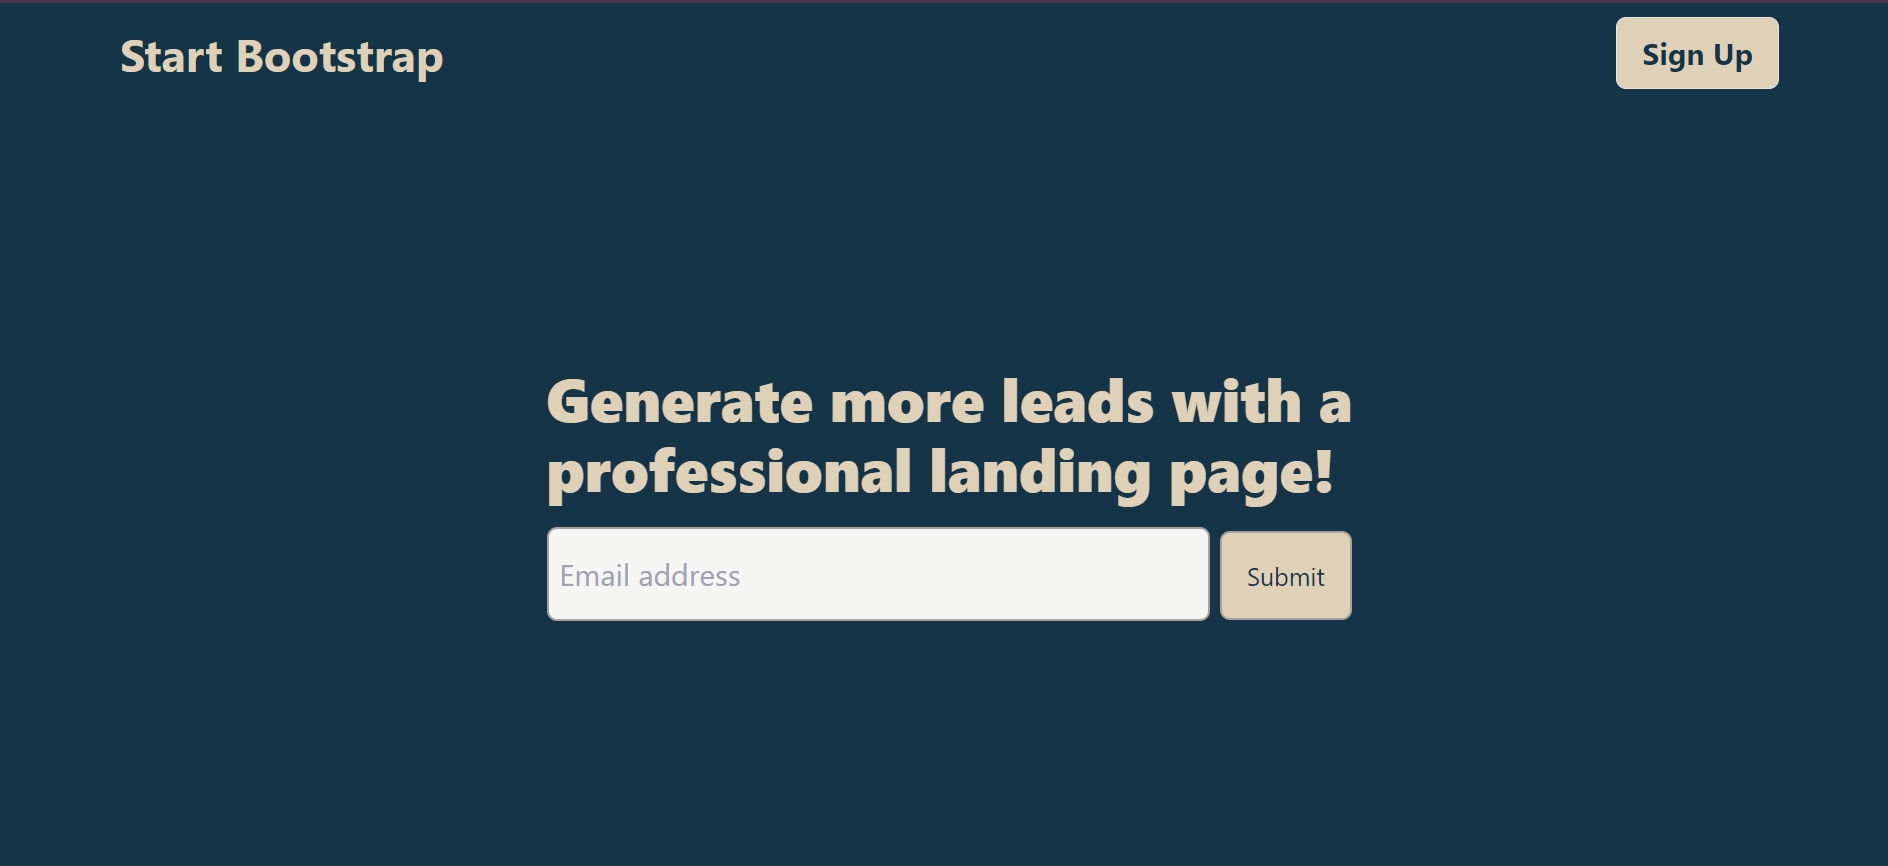 Start Bootstrap
Sign Up
Generate more leads with a
professional landing page!
Email address
Submit